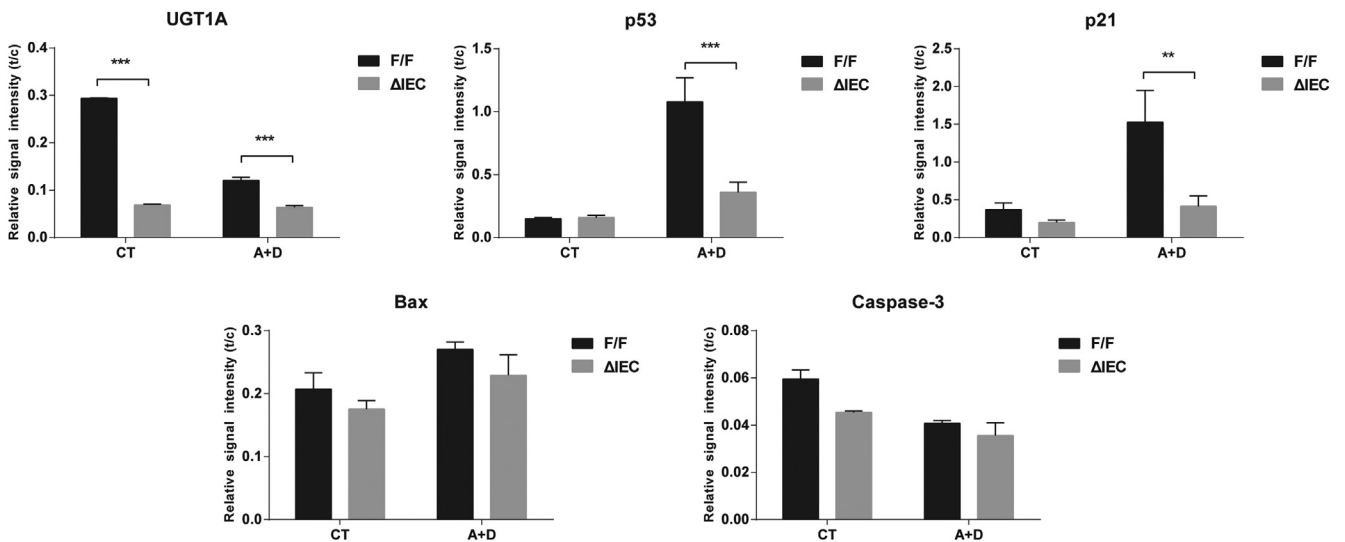 UGT1A
Relative signal intensity (t/c)
0.4
0.3
0.2
0.1
0.0
***
***
CT
A+D
F/F
ΔIEC
p53
Relative signal intensity (t/c)
1.5
1.0
0.5
0.0
***
CT
A+D
F/F
ΔIEC
p21
Relative signal intensity (t/c)
2.5
2.0
1.5
1.0
0.5
0.0
**
CT
A+D
F/F
ΔIEC
Bax
Relative signal intensity (t/c)
0.3
0.2
0.1
0.0
CT
A+D
F/F
ΔIEC
Caspase-3
Relative signal intensity (t/c)
0.08
0.06
0.04
0.02
0.00
CT
A+D
F/F
ΔIEC